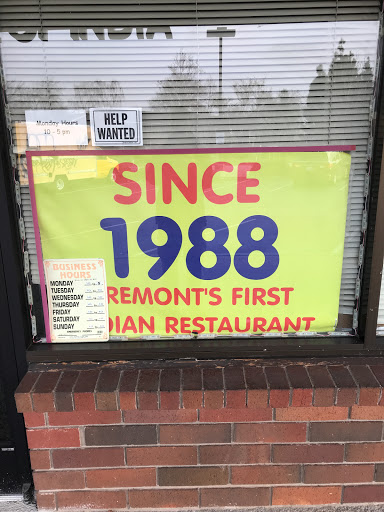 Monday Hours
10 - 5 pm
HELP
WANTED
SINCE
1988
REMONT'S FIRST
DIAN RESTAURANT
BUSINESS
HOURS
MONDAY
TUESDAY
WEDNESDAY
THURSDAY
FRIDAY
SATURDAY
SUNDAY